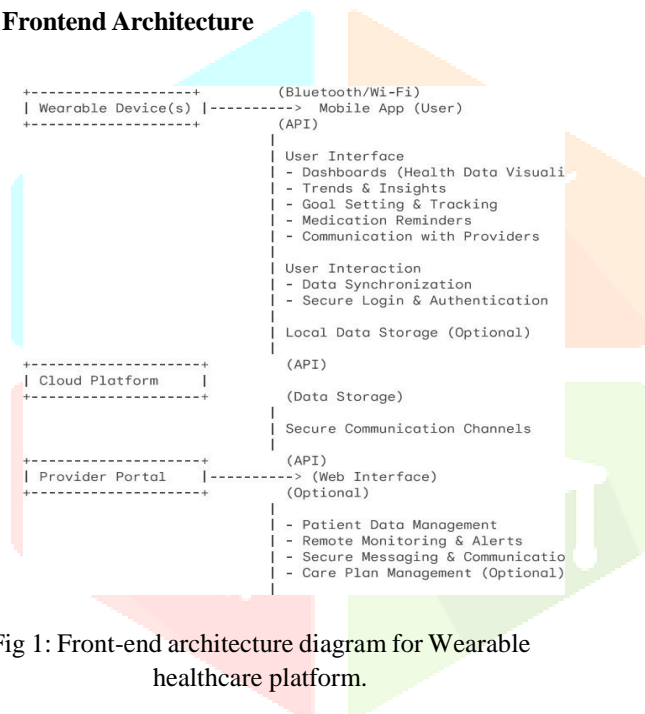 Frontend Architecture
+-------------------+ (Bluetooth/Wi-Fi)
| Wearable Device(s) |----------> Mobile App (User)
+-------------------+ (API)
|
| User Interface
| - Dashboards (Health Data Visuali
| - Trends & Insights
| - Goal Setting & Tracking
| - Medication Reminders
| - Communication with Providers
|
| User Interaction
| - Data Synchronization
| - Secure Login & Authentication
|
| Local Data Storage (Optional)
|
+--------------------+ (API)
| Cloud Platform |
+--------------------+ (Data Storage)
|
| Secure Communication Channels
|
+--------------------+ (API)
| Provider Portal |----------> (Web Interface)
+--------------------+ (Optional)
|
| - Patient Data Management
| - Remote Monitoring & Alerts
| - Secure Messaging & Communicatio
| - Care Plan Management (Optional)
|
Fig 1: Front-end architecture diagram for Wearable
healthcare platform.